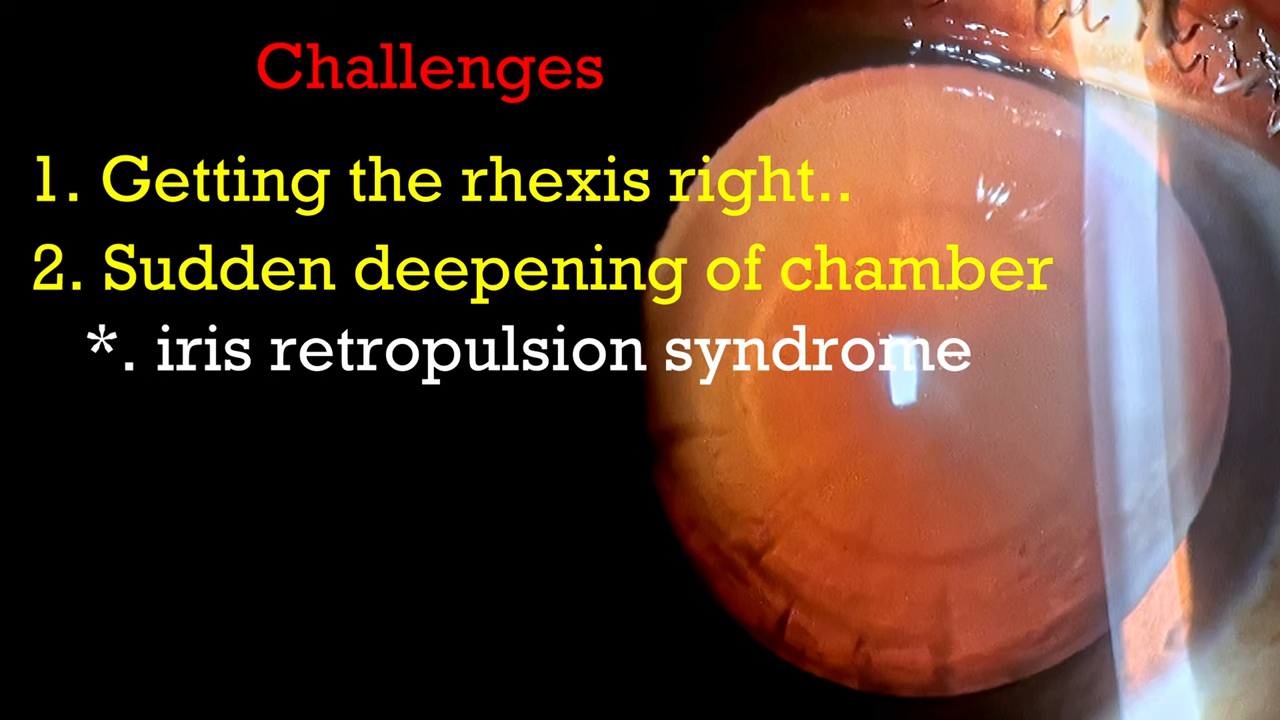 Challenges
1. Getting the rhexis right..
2. Sudden deepening of chamber
*. iris retropulsion syndrome